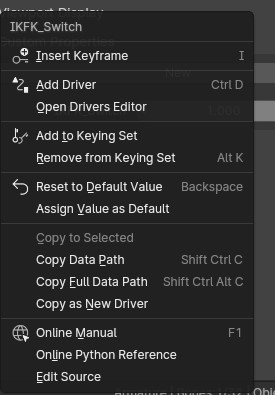 Viewport Display
IKFK_Switch
Insert Keyframe I
Add Driver Ctrl D
Open Drivers Editor
Add to Keying Set
Remove from Keying Set Alt K
Reset to Default Value Backspace
Assign Value as Default
Copy to Selected
Copy Data Path Shift Ctrl C
Copy Full Data Path Shift Ctrl Alt C
Copy as New Driver
Online Manual F1
Online Python Reference
Edit Source